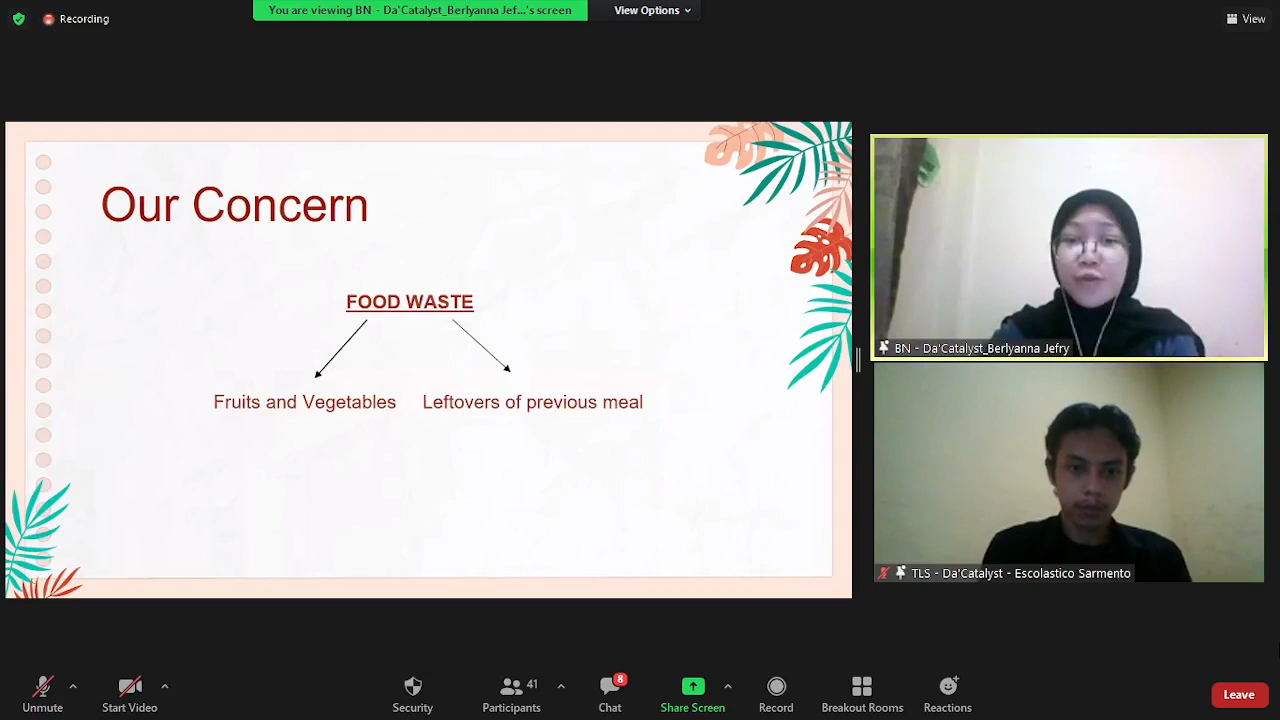 Recording
You are viewing BN - Da'Catalyst_Berlyanna Jef...'s screen
View Options
View
Our Concern
FOOD WASTE
Fruits and Vegetables
Leftovers of previous meal
BN - Da'Catalyst_Berlyanna Jefry
TLS - Da'Catalyst - Escolastico Sarmento
Unmute
Start Video
Security
41
Participants
8
Chat
Share Screen
Record
Breakout Rooms
Reactions
Leave